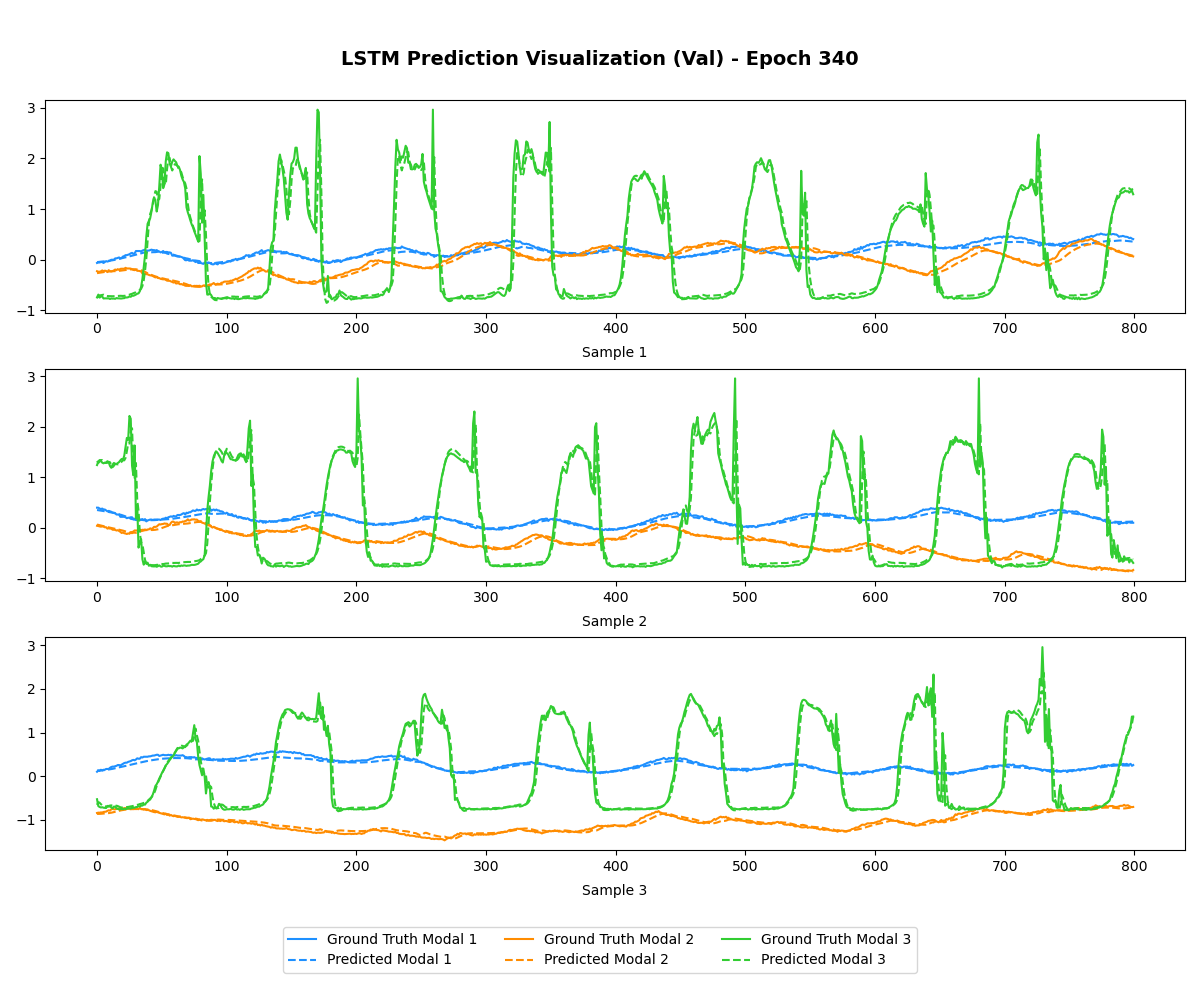 LSTM Prediction Visualization (Val) - Epoch 340
3
2
1
0
−1
0 100 200 300 400 500 600 700 800
Sample 1
3
2
1
0
−1
0 100 200 300 400 500 600 700 800
Sample 2
3
2
1
0
−1
0 100 200 300 400 500 600 700 800
Sample 3
Ground Truth Modal 1 Ground Truth Modal 2 Ground Truth Modal 3
Predicted Modal 1 Predicted Modal 2 Predicted Modal 3